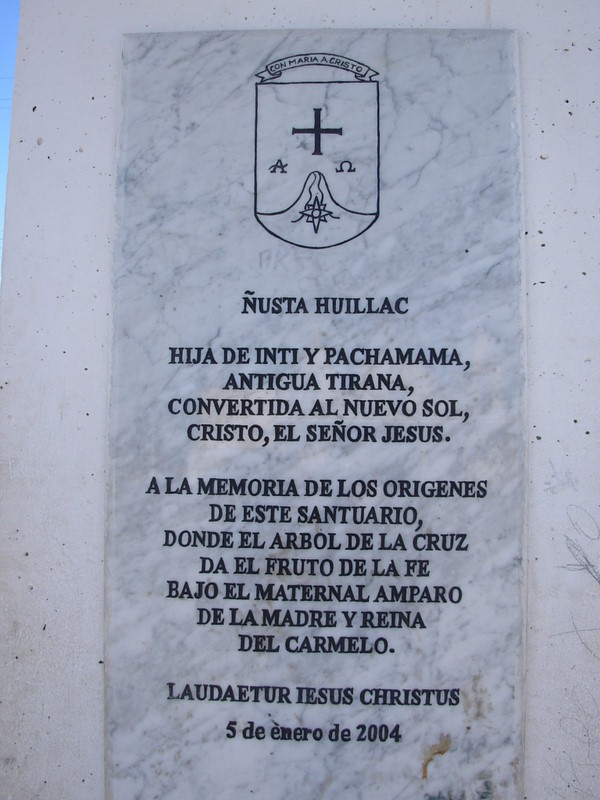 CON MARIA A CRISTO
Α Ω
ÑUSTA HUILLAC
HIJA DE INTI Y PACHAMAMA,
ANTIGUA TIRANA,
CONVERTIDA AL NUEVO SOL,
CRISTO, EL SEÑOR JESUS.
A LA MEMORIA DE LOS ORIGENES
DE ESTE SANTUARIO,
DONDE EL ARBOL DE LA CRUZ
DA EL FRUTO DE LA FE
BAJO EL MATERNAL AMPARO
DE LA MADRE Y REINA
DEL CARMELO.
LAUDAETUR IESUS CHRISTUS
5 de enero de 2004